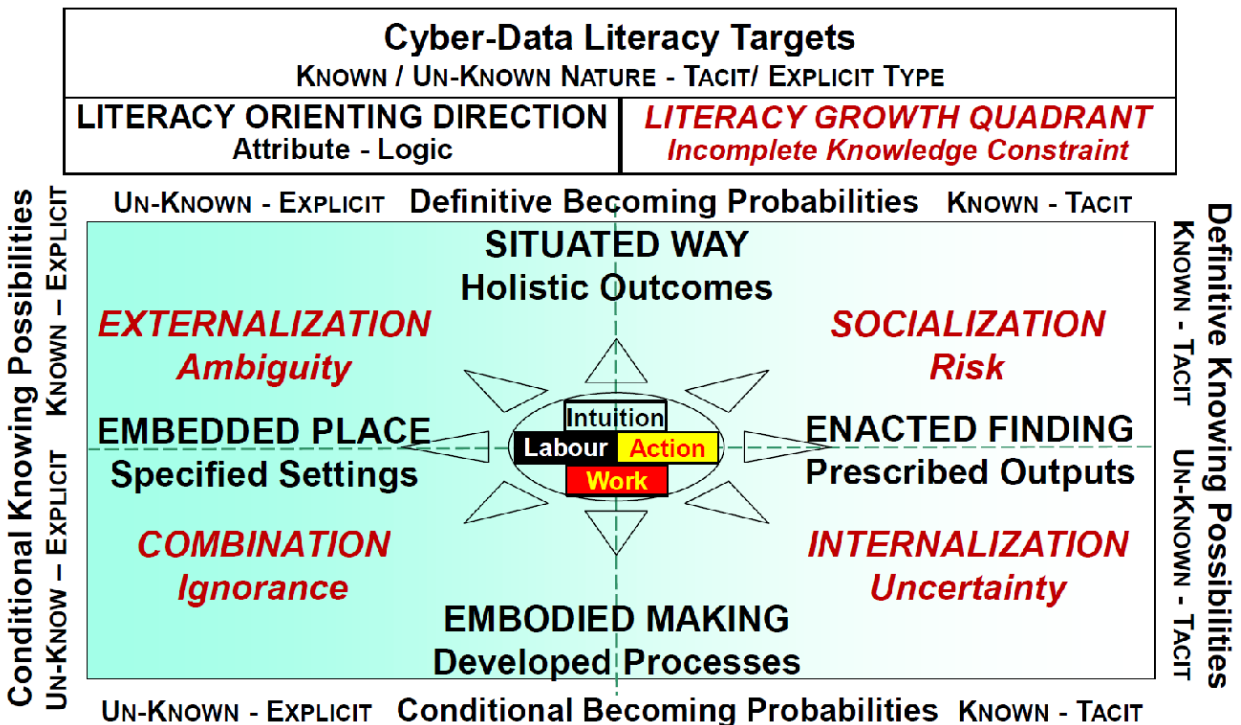 Cyber-Data Literacy Targets
KNOWN / UN-KNOWN NATURE - TACIT/ EXPLICIT TYPE
LITERACY ORIENTING DIRECTION
Attribute - Logic
LITERACY GROWTH QUADRANT
Incomplete Knowledge Constraint
UN-KNOWN - EXPLICIT Definitive Becoming Probabilities KNOWN - TACIT
Conditional Knowing Possibilities
UN-KNOW – EXPLICIT KNOWN – EXPLICIT
SITUATED WAY
Holistic Outcomes
EXTERNALIZATION
Ambiguity
SOCIALIZATION
Risk
EMBEDDED PLACE
Specified Settings
Intuition
Labour Action
Work
ENACTED FINDING
Prescribed Outputs
COMBINATION
Ignorance
INTERNALIZATION
Uncertainty
EMBODIED MAKING
Developed Processes
KNOWN - TACIT UN-KNOWN - TACIT
Definitive Knowing Possibilities
UN-KNOWN - EXPLICIT Conditional Becoming Probabilities KNOWN - TACIT